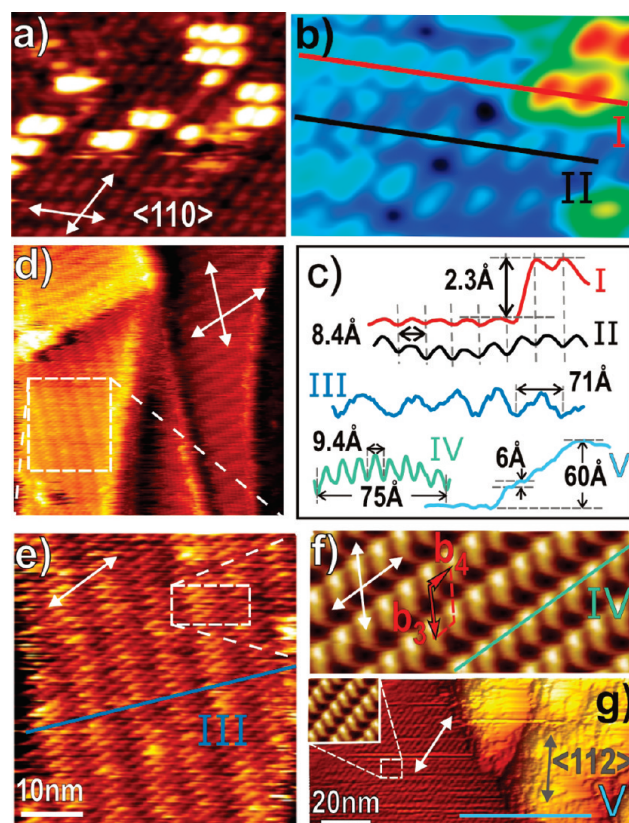 a)
<110>
b)
I
II
d)
c)
2.3Å
I
8.4Å
II
III
71Å
9.4Å
IV
V
6Å
60Å
75Å
e)
III
10nm
f)
b4
b3
IV
g)
<112>
20nm
V